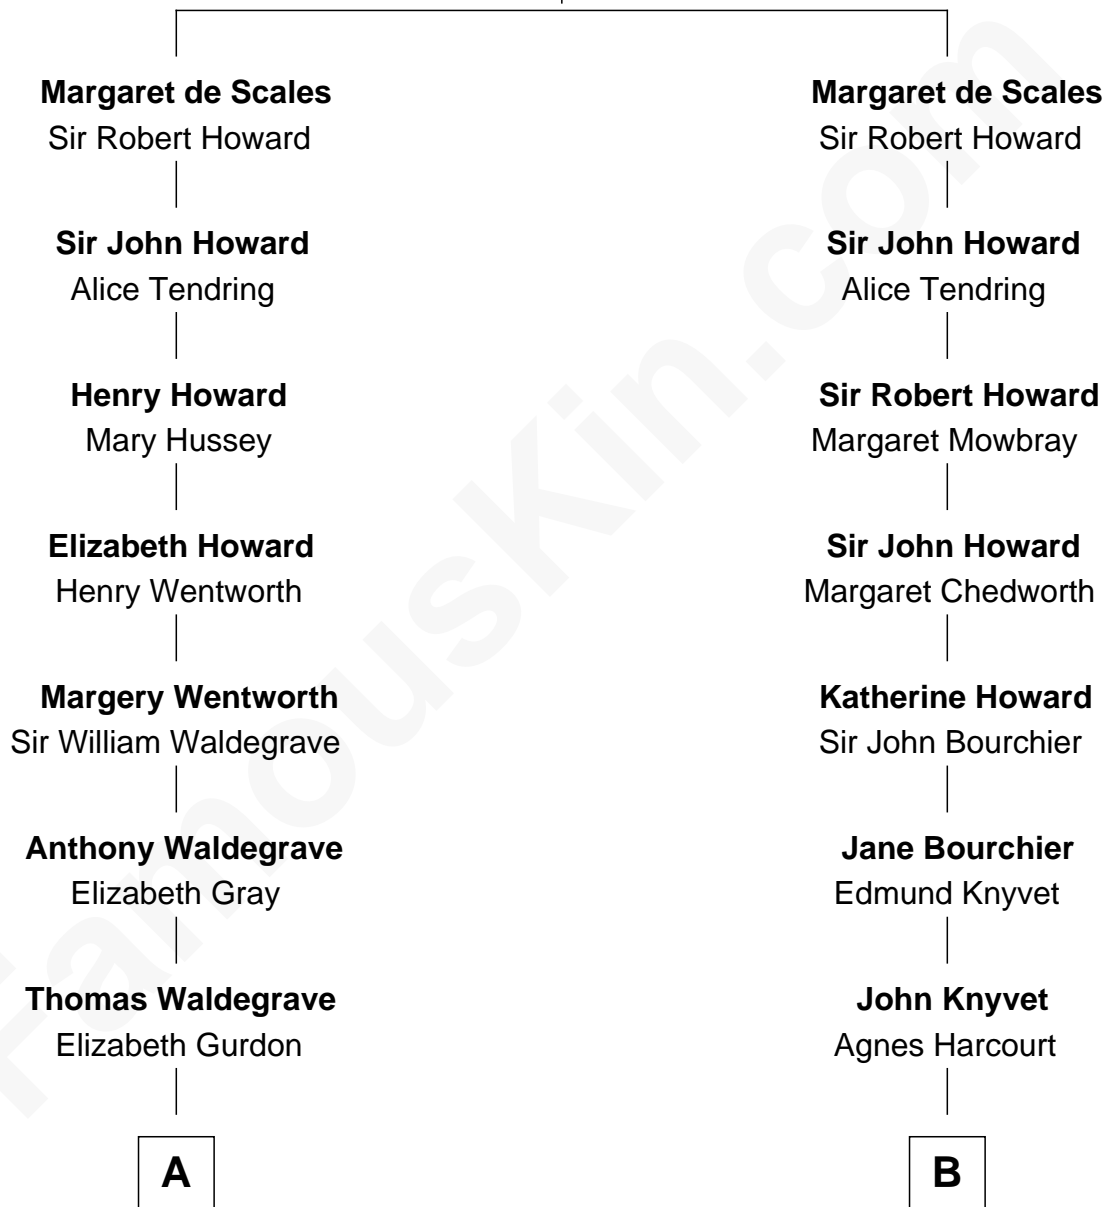 Margaret de Scales
Sir Robert Howard
Sir John Howard
Alice Tendring
Henry Howard
Mary Hussey
Elizabeth Howard
Henry Wentworth
Margery Wentworth
Sir William Waldegrave
Anthony Waldegrave
Elizabeth Gray
Thomas Waldegrave
Elizabeth Gurdon
A
Margaret de Scales
Sir Robert Howard
Sir John Howard
Alice Tendring
Sir Robert Howard
Margaret Mowbray
Sir John Howard
Margaret Chedworth
Katherine Howard
Sir John Bourchier
Jane Bourchier
Edmund Knyvet
John Knyvet
Agnes Harcourt
B
FamousKin.com